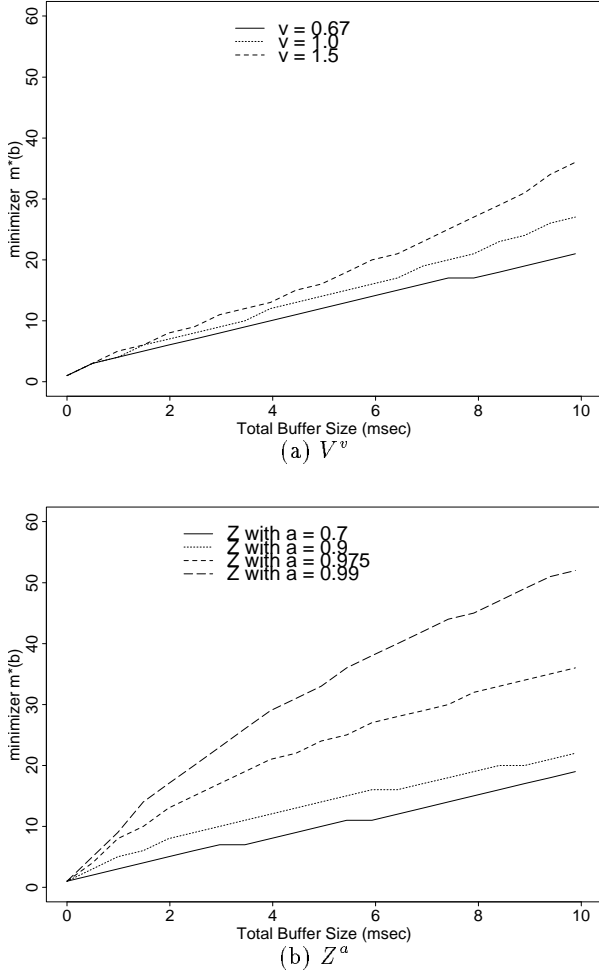 60
50
40
30
20
10
0
minimizer m*(b)
v = 0.67
v = 1.0
v = 1.5
0 2 4 6 8 10
Total Buffer Size (msec)
(a) V^v
60
50
40
30
20
10
0
minimizer m*(b)
Z with a = 0.7
Z with a = 0.9
Z with a = 0.975
Z with a = 0.99
0 2 4 6 8 10
Total Buffer Size (msec)
(b) Z^a